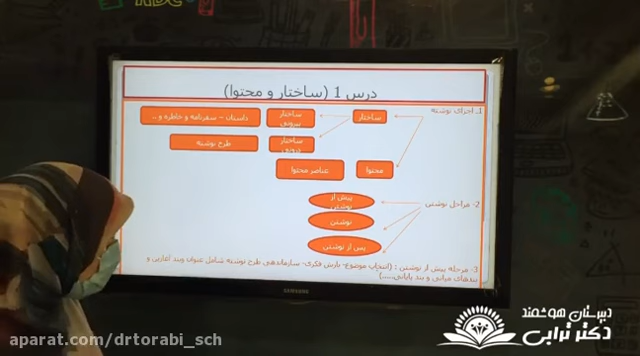 درس 1 (ساختار و محتوا)
1. اجزای نوشته
ساختار
ساختار بیرونی
داستان – سفرنامه و خاطره و ..
ساختار درونی
طرح نوشته
محتوا
عناصر محتوا
2- مراحل نوشتن
پیش از نوشتن
نوشتن
پس از نوشتن
3- مرحله پیش از نوشتن : (انتخاب موضوع- بارش فکری- سازماندهی طرح نوشته شامل عنوان وبند آغازین و
بندهای میانی و بند پایانی.....)
SAMSUNG
دبیرستان هوشمند
دکتر ترابی
aparat.com/drtorabi_sch